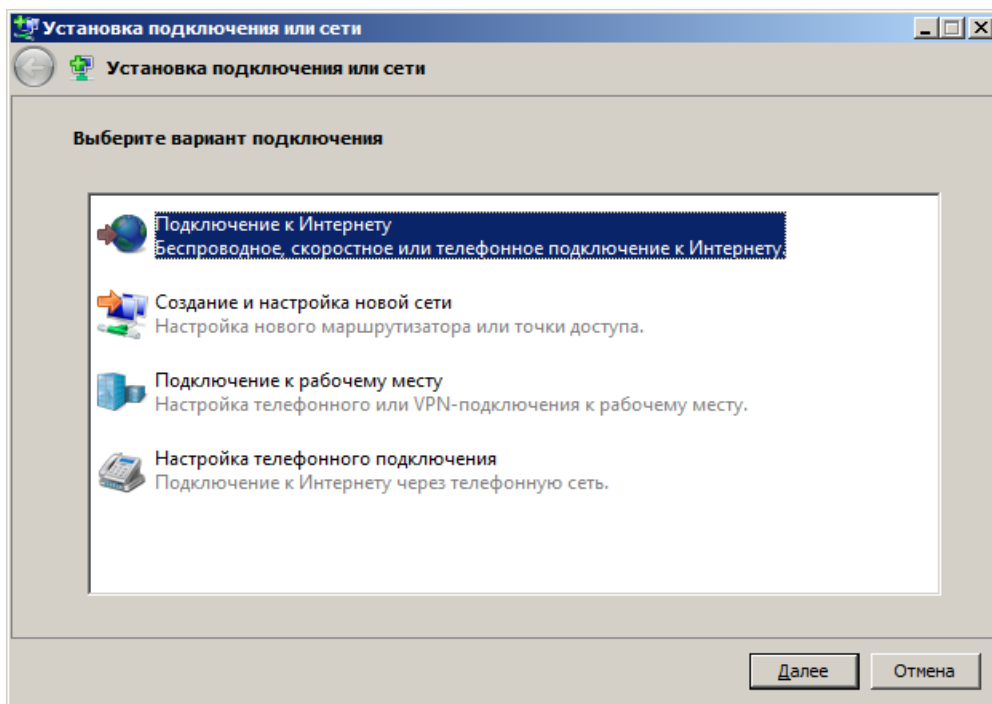 Установка подключения или сети
Установка подключения или сети
Выберите вариант подключения
Подключение к Интернету
Беспроводное, скоростное или телефонное подключение к Интернету.
Создание и настройка новой сети
Настройка нового маршрутизатора или точки доступа.
Подключение к рабочему месту
Настройка телефонного или VPN-подключения к рабочему месту.
Настройка телефонного подключения
Подключение к Интернету через телефонную сеть.
Далее Отмена